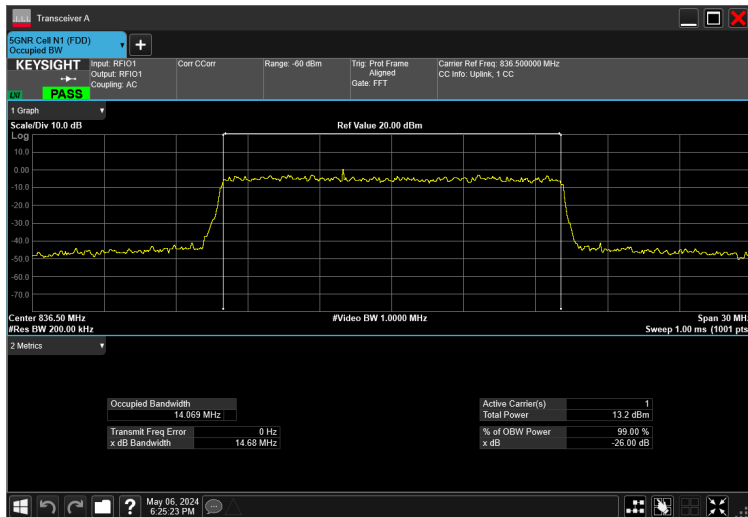 Transceiver A
5GNR Cell N1 (FDD)
Occupied BW
KEYSIGHT
LXI
PASS
Input: RFIO1
Output: RFIO1
Coupling: AC
Corr CCorr
Range: -60 dBm
Trig: Prot Frame
Aligned
Gate: FFT
Carrier Ref Freq: 836.500000 MHz
CC Info: Uplink, 1 CC
1 Graph
Scale/Div 10.0 dB
Ref Value 20.00 dBm
Log
10.0
0.00
-10.0
-20.0
-30.0
-40.0
-50.0
-60.0
-70.0
Center 836.50 MHz
#Video BW 1.0000 MHz
Span 30 MHz
#Res BW 200.00 kHz
Sweep 1.00 ms (1001 pts
2 Metrics
Occupied Bandwidth
14.069 MHz
Transmit Freq Error 0 Hz
x dB Bandwidth 14.68 MHz
Active Carrier(s) 1
Total Power 13.2 dBm
% of OBW Power 99.00 %
x dB -26.00 dB
?
May 06, 2024
6:25:23 PM